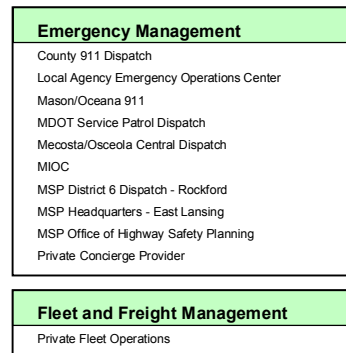 Emergency Management
County 911 Dispatch
Local Agency Emergency Operations Center
Mason/Oceana 911
MDOT Service Patrol Dispatch
Mecosta/Osceola Central Dispatch
MIOC
MSP District 6 Dispatch - Rockford
MSP Headquarters - East Lansing
MSP Office of Highway Safety Planning
Private Concierge Provider
Fleet and Freight Management
Private Fleet Operations